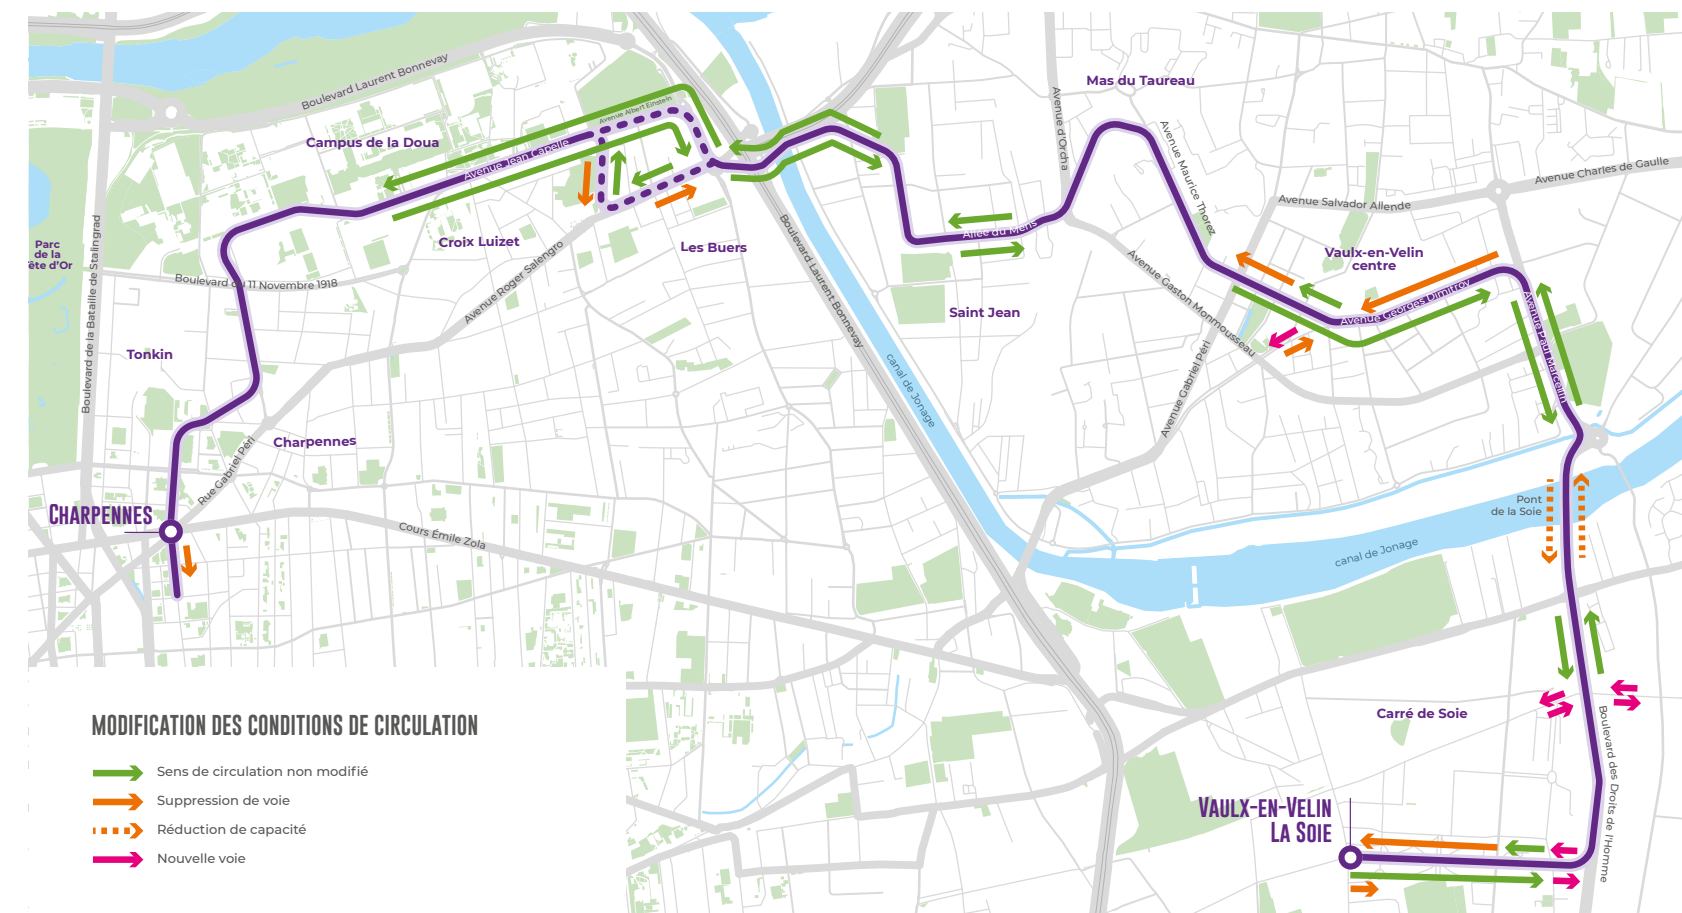 Boulevard Laurent Bonnevay
Campus de la Doua
Avenue Albert Einstein
Avenue Jean Capelle
Mas du Taureau
Avenue d'Orcha
Avenue Maurice Thorez
Avenue Charles de Gaulle
Avenue Salvador Allende
Parc
de la
Tête d'Or
Boulevard de la Bataille de Stalingrad
Croix Luizet
Les Buers
Allée du Mens
Vaulx-en-Velin
centre
Boulevard du 11 Novembre 1918
Avenue Roger Salengro
Boulevard Laurent Bonnevay
Avenue Gaston Monmousseau
Avenue Georges Dimitrov
Avenue Paul Marcellin
Saint Jean
Tonkin
canal de Jonage
Avenue Gabriel Péri
Charpennes
Rue Gabriel Péri
CHARPENNES
Cours Émile Zola
Pont
de la Soie
canal de Jonage
Carré de Soie
Boulevard des Droits de l'Homme
VAULX-EN-VELIN
LA SOIE
MODIFICATION DES CONDITIONS DE CIRCULATION
Sens de circulation non modifié
Suppression de voie
Réduction de capacité
Nouvelle voie